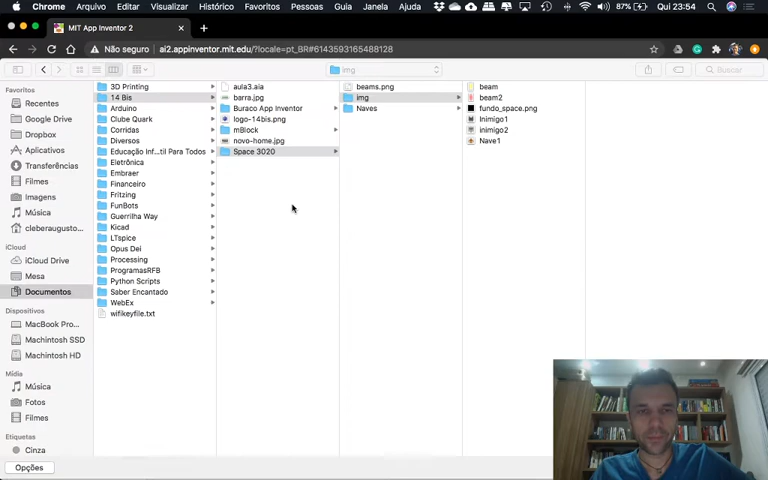 Chrome Arquivo Editar Visualizar Histórico Favoritos Pessoas Guia Janela Ajuda 87% Qui 23:54
MIT App Inventor 2
Não seguro ai2.appinventor.mit.edu/?locale=pt_BR#6143593165488128
img
Buscar
Favoritos
Recentes
Google Drive
Dropbox
Aplicativos
Transferências
Filmes
Imagens
Música
cleberaugusto...
iCloud
iCloud Drive
Mesa
Documentos
Dispositivos
MacBook Pro...
Machintosh SSD
Machintosh HD
Mídia
Música
Fotos
Filmes
Etiquetas
Cinza
3D Printing
14 Bis
Arduino
Clube Quark
Corridas
Diversos
Educação Inf...til Para Todos
Eletrônica
Embraer
Financeiro
Fritzing
FunBots
Guerrilha Way
Kicad
LTspice
Opus Dei
Processing
ProgramasRFB
Python Scripts
Saber Encantado
WebEx
wifikeyfile.txt
aula3.aia
barra.jpg
Buraco App Inventor
logo-14bis.png
mBlock
novo-home.jpg
Space 3020
beams.png
img
Naves
beam
beam2
fundo_space.png
Inimigo1
inimigo2
Nave1
Opções